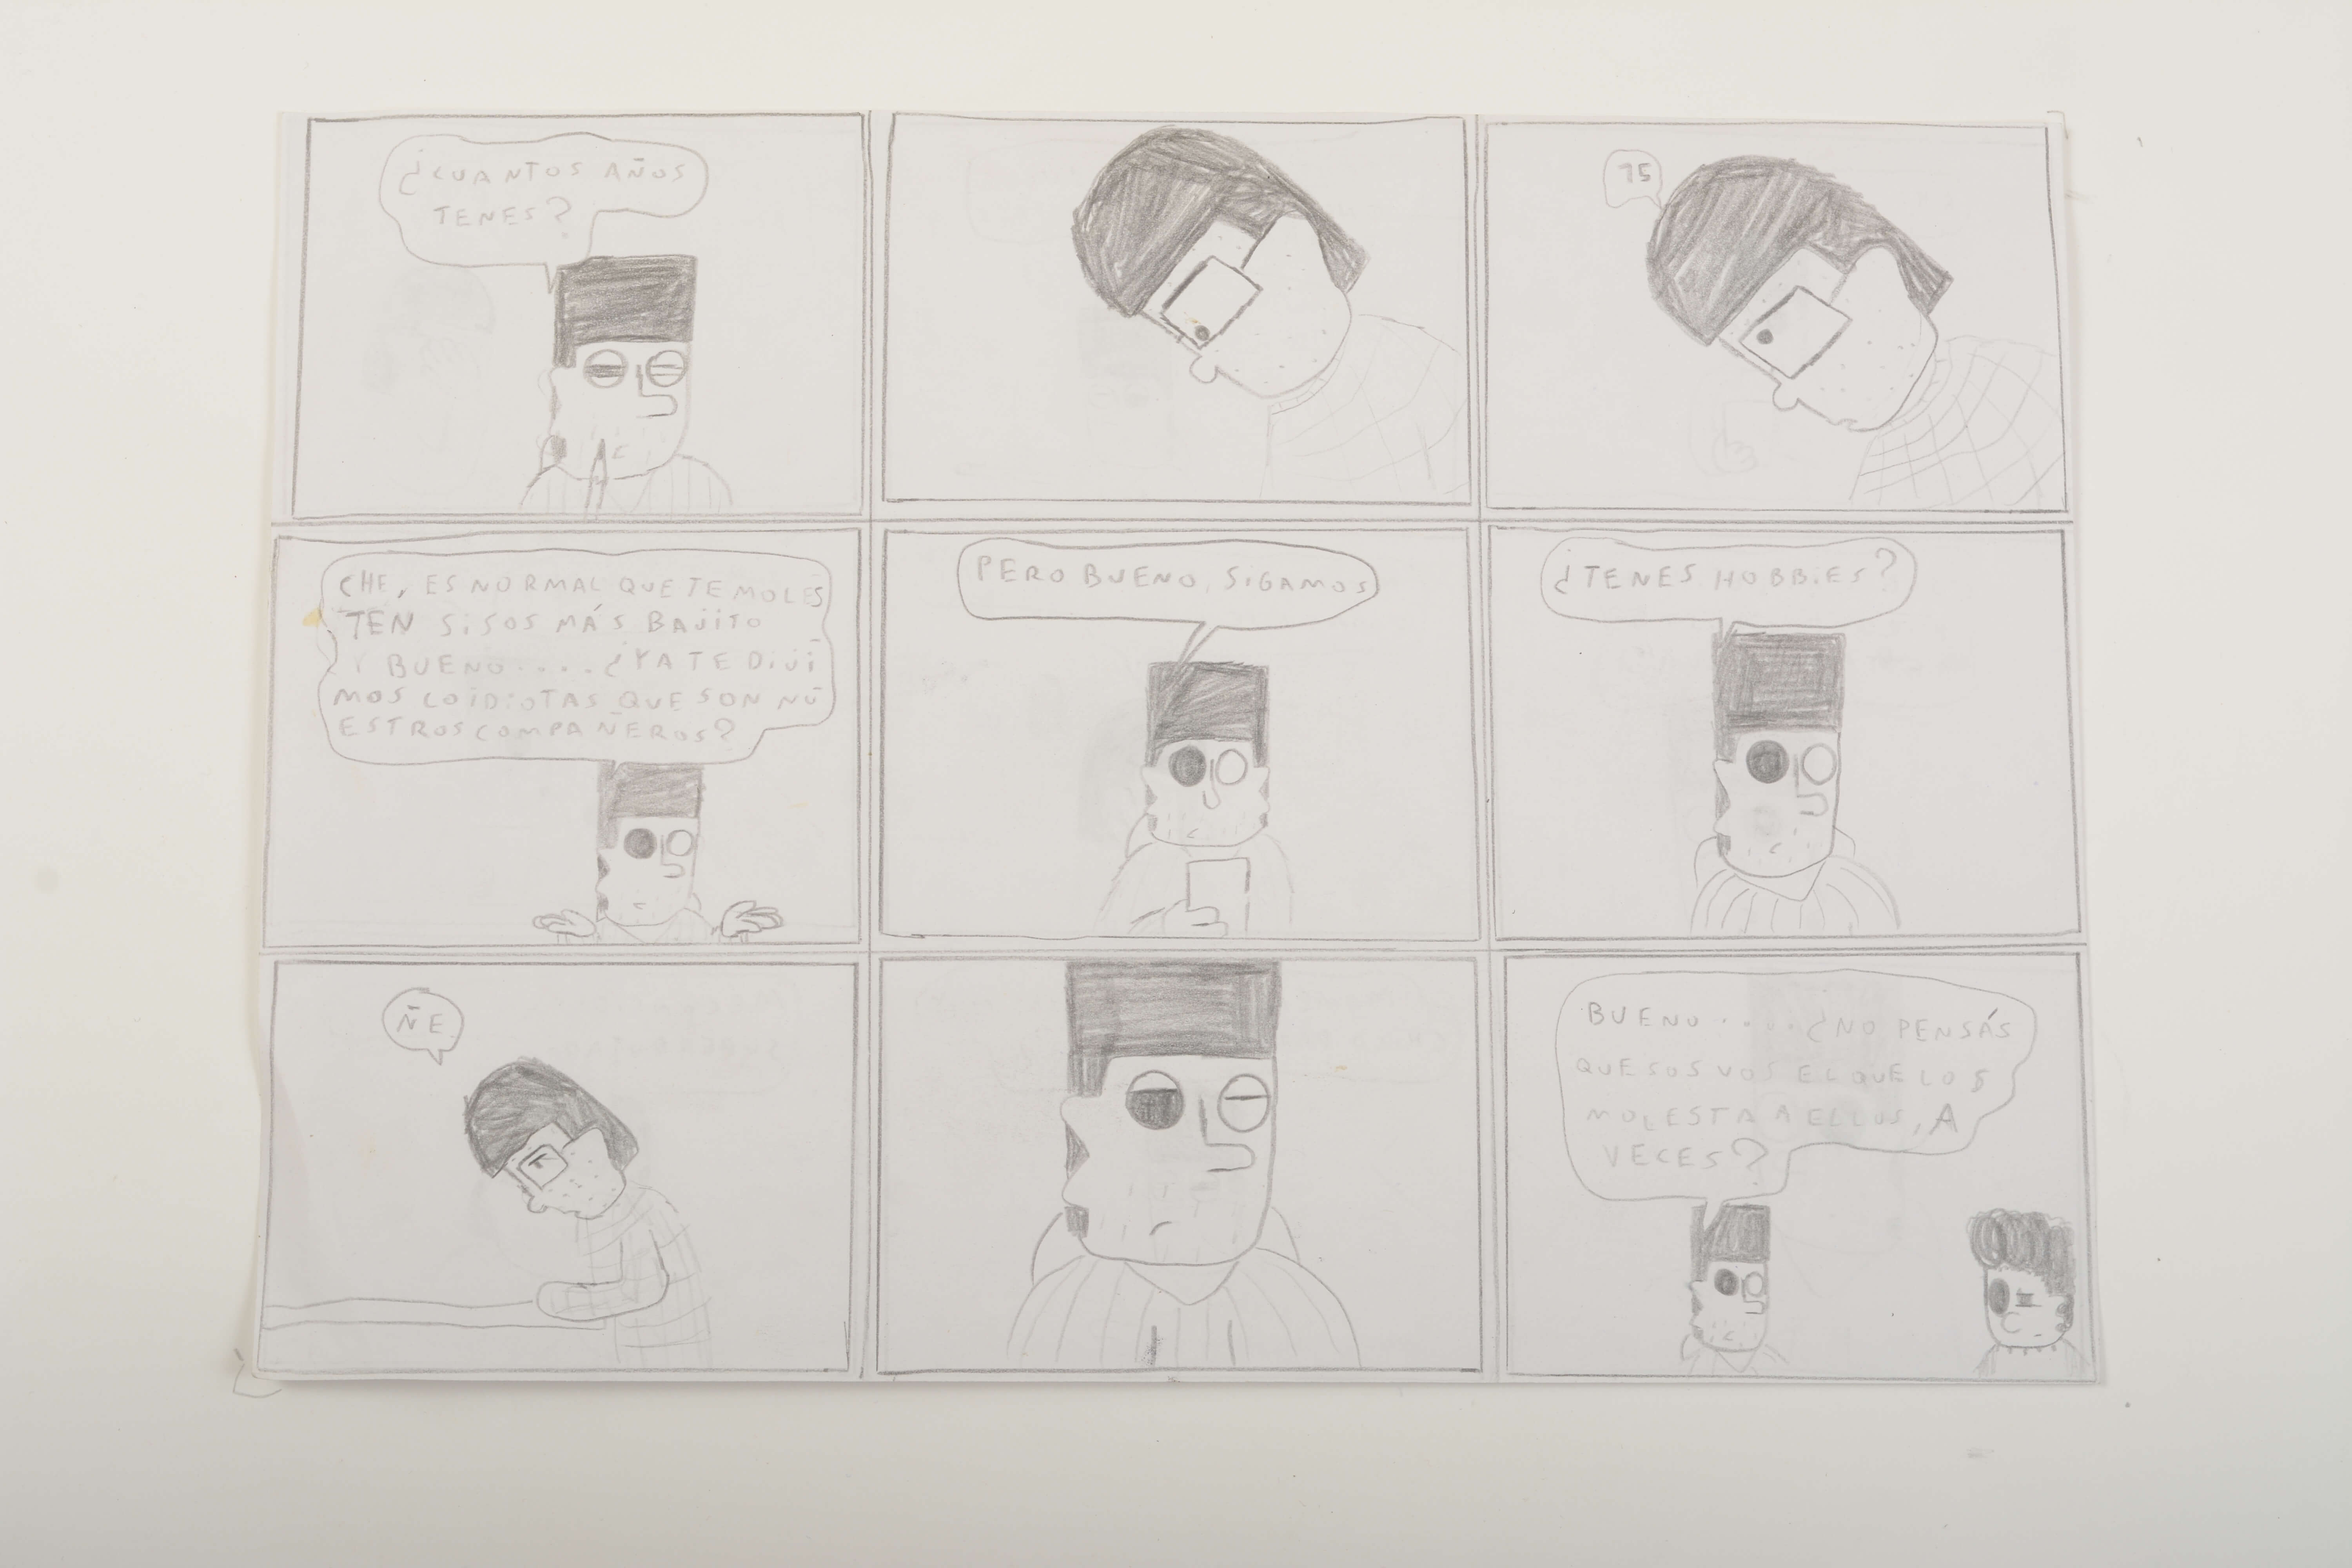 ¿CUANTOS AÑOS
TENES?
15
CHE, ES NORMAL QUE TE MOLES
TEN SI SOS MÁS BAJITO
Y BUENO.... ¿YA TE DIJI
MOS LO IDIOTAS QUE SON NU
ESTROS COMPAÑEROS?
PERO BUENO, SIGAMOS
¿TENES HOBBIES?
ÑE
BUENO.....¿NO PENSÁS
QUE SOS VOS EL QUE LOS
MOLESTA A ELLOS, A
VECES?